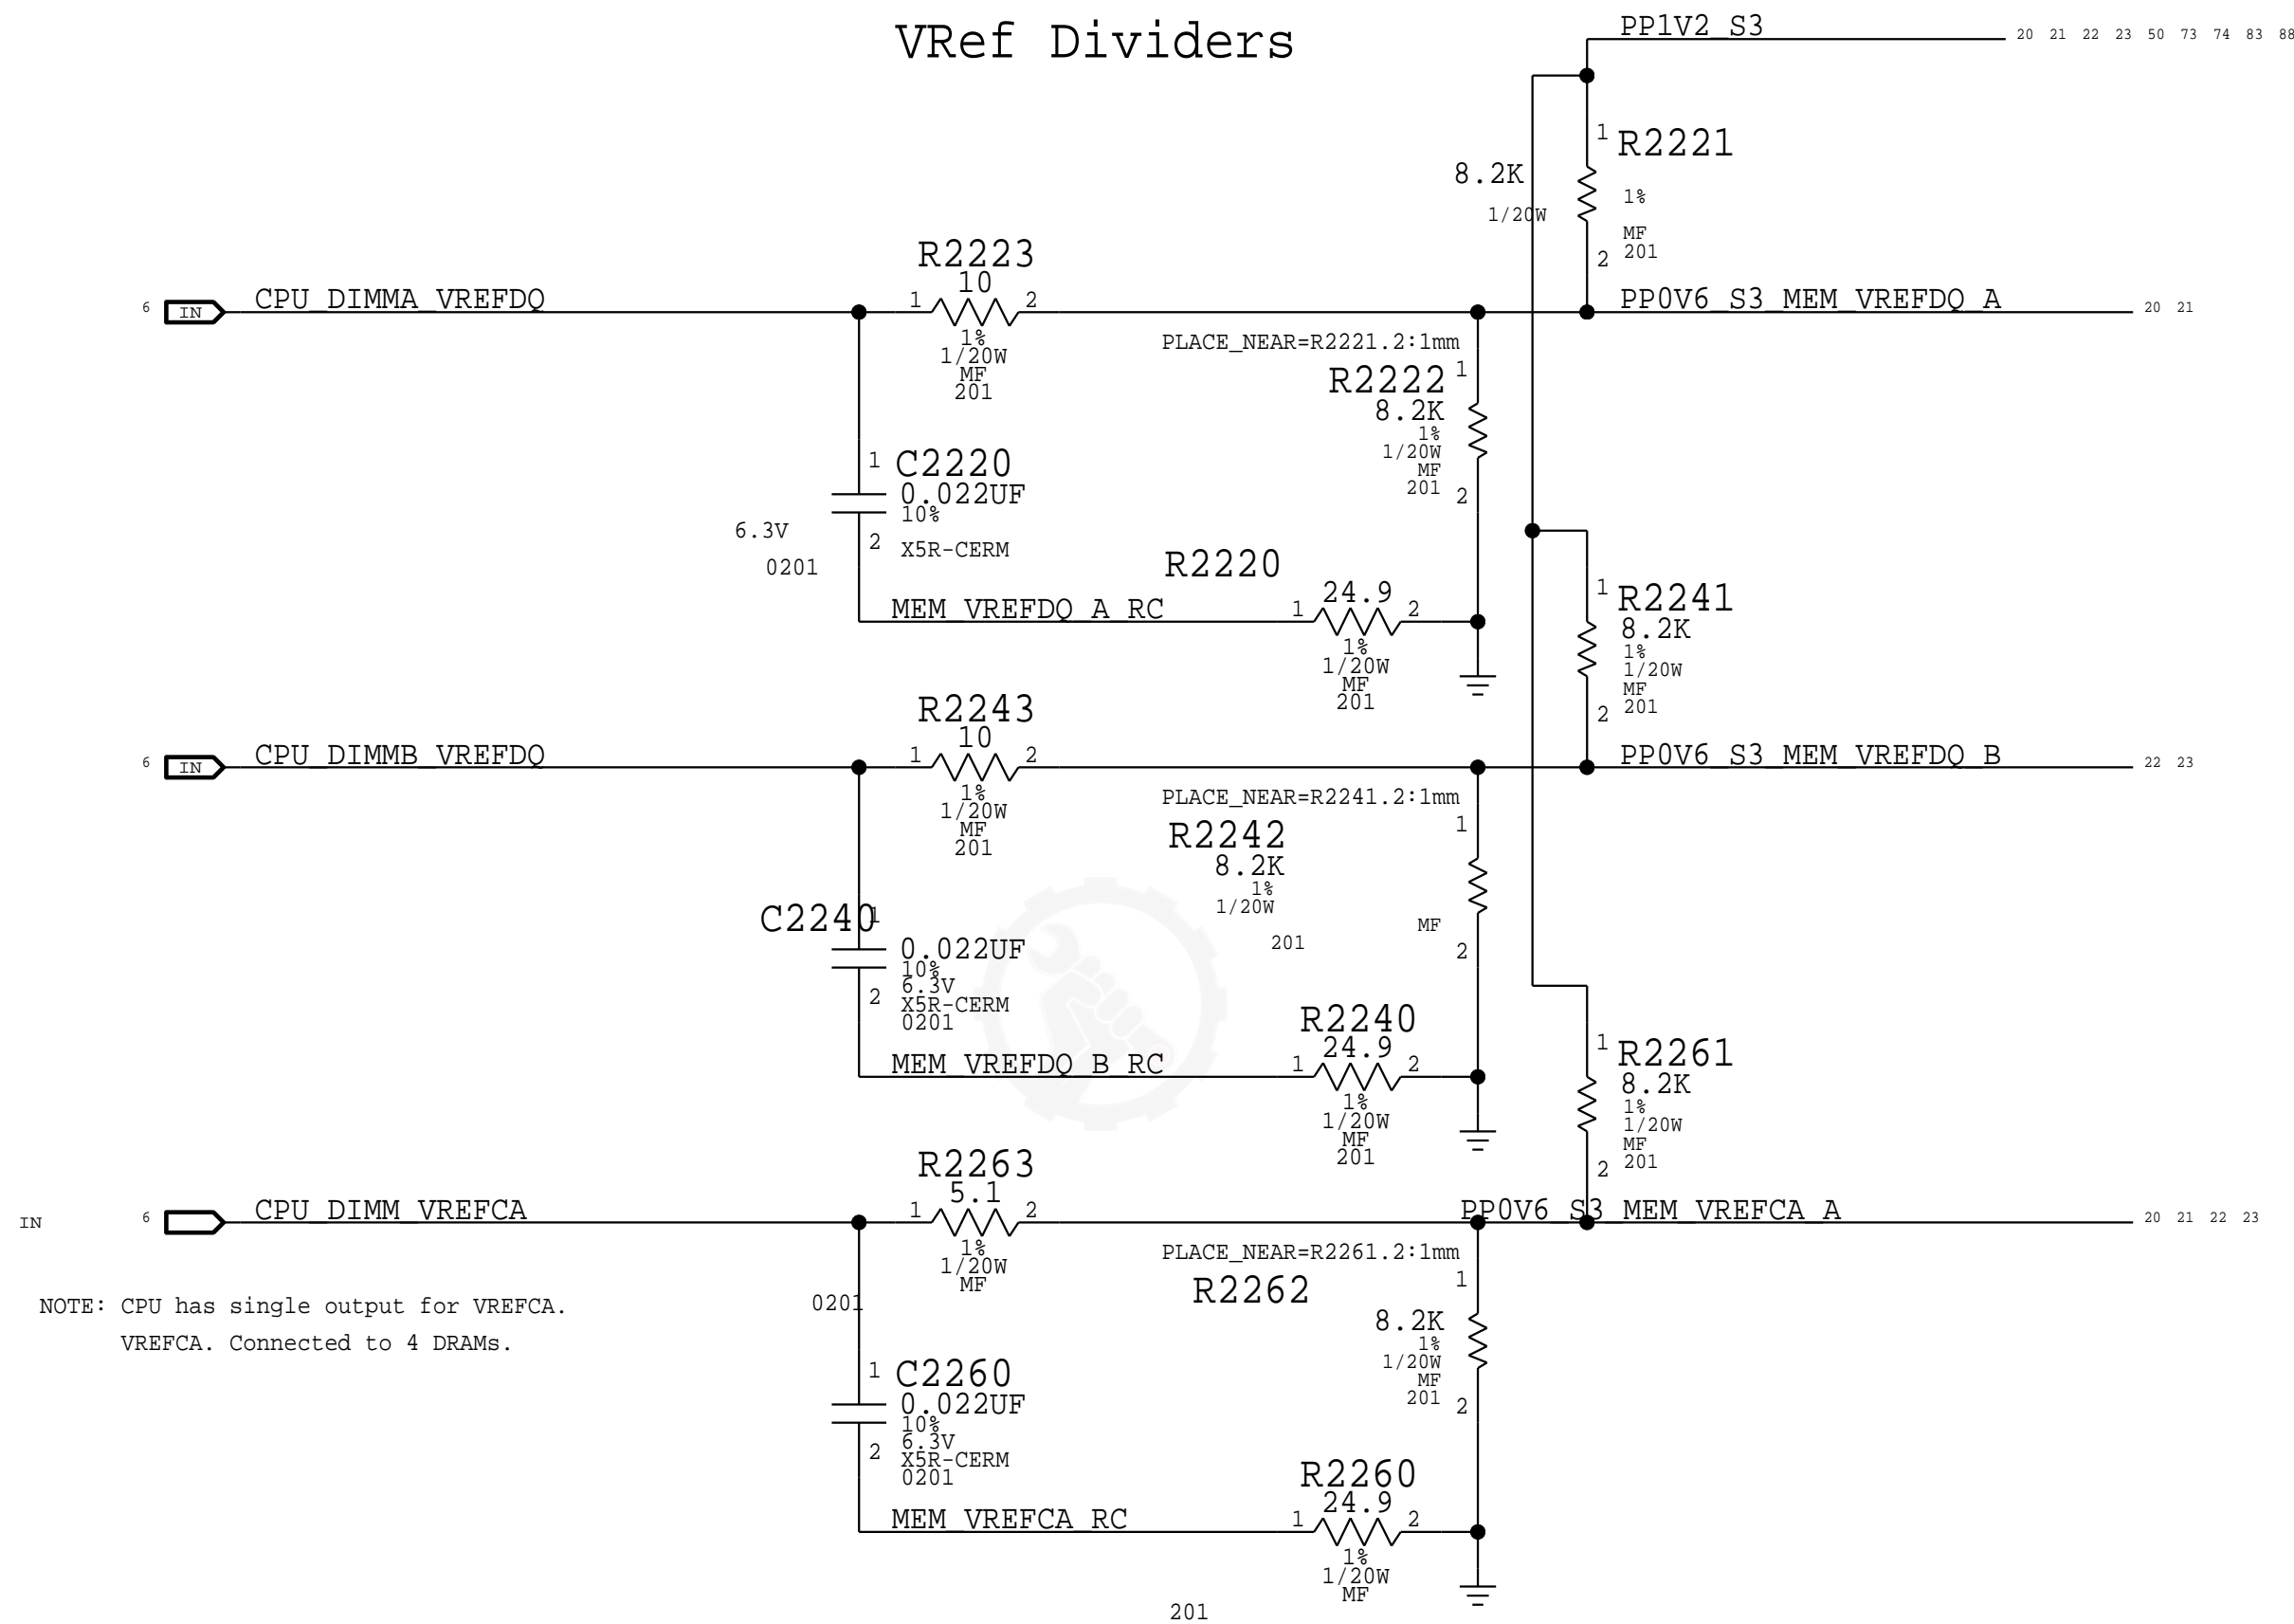 VRef Dividers
PP1V2_S3
20 21 22 23 50 73 74 83 88
1
R2221
8.2K
1%
1/20W
MF
201
2
R2223
10
6
IN
CPU_DIMMA_VREFDQ
1
2
PP0V6_S3_MEM_VREFDQ_A
20 21
1%
1/20W
MF
201
PLACE_NEAR=R2221.2:1mm
1
R2222
8.2K
1%
1/20W
MF
201
2
1
C2220
0.022UF
10%
6.3V
2
X5R-CERM
0201
R2220
MEM_VREFDQ_A_RC
1
24.9
2
1%
1/20W
MF
201
1
R2241
8.2K
1%
1/20W
MF
201
2
R2243
10
6
IN
CPU_DIMMB_VREFDQ
1
2
PP0V6_S3_MEM_VREFDQ_B
22 23
1%
1/20W
MF
201
PLACE_NEAR=R2241.2:1mm
1
R2242
8.2K
1%
1/20W
MF
201
2
C2240
1
0.022UF
10%
6.3V
2
X5R-CERM
0201
R2240
MEM_VREFDQ_B_RC
1
24.9
2
1%
1/20W
MF
201
1
R2261
8.2K
1%
1/20W
MF
201
2
R2263
5.1
IN
6
CPU_DIMM_VREFCA
1
2
PP0V6_S3_MEM_VREFCA_A
20 21 22 23
1%
1/20W
MF
0201
PLACE_NEAR=R2261.2:1mm
1
R2262
8.2K
1%
1/20W
MF
201
2
NOTE: CPU has single output for VREFCA.
VREFCA. Connected to 4 DRAMs.
1
C2260
0.022UF
10%
6.3V
2
X5R-CERM
0201
R2260
MEM_VREFCA_RC
1
24.9
2
1%
1/20W
MF
201